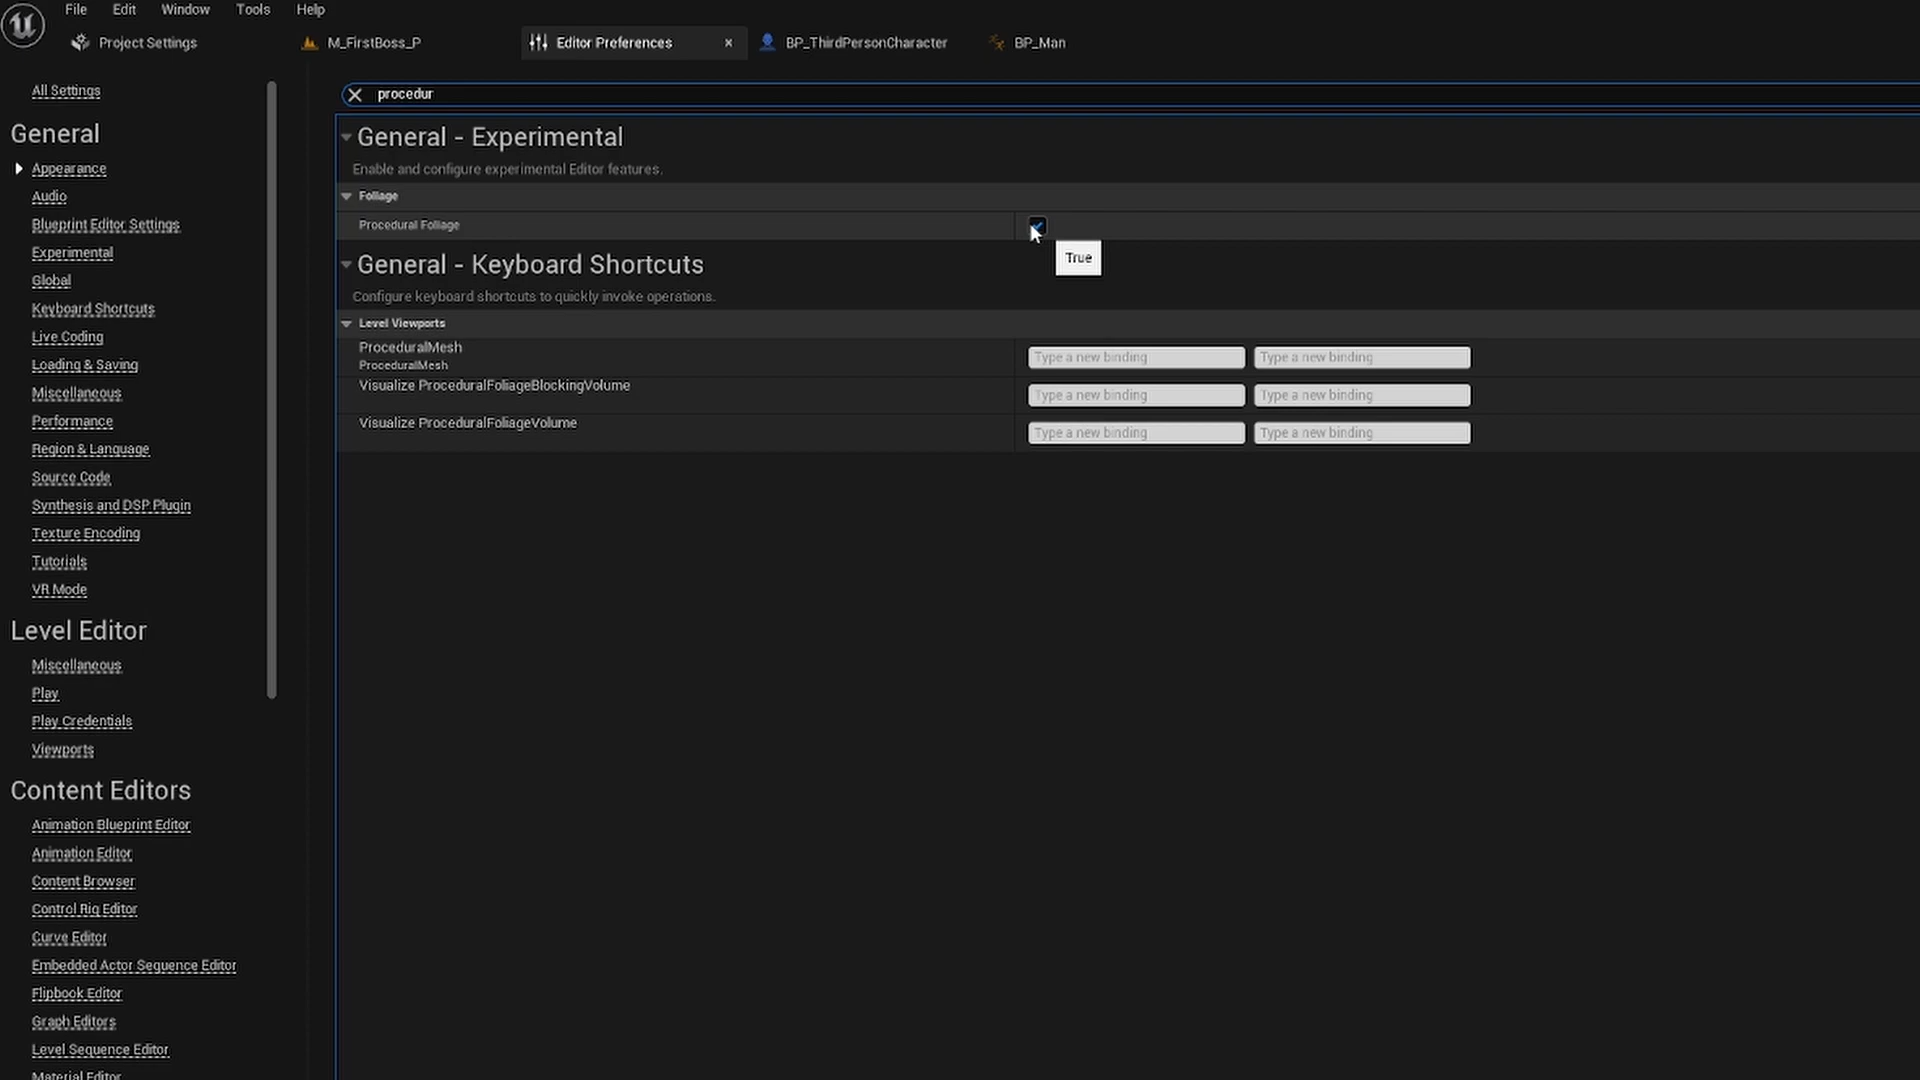 File Edit Window Tools Help
Project Settings M_FirstBoss_P Editor Preferences × BP_ThirdPersonCharacter BP_Man
All Settings
General
Appearance
Audio
Blueprint Editor Settings
Experimental
Global
Keyboard Shortcuts
Live Coding
Loading & Saving
Miscellaneous
Performance
Region & Language
Source Code
Synthesis and DSP Plugin
Texture Encoding
Tutorials
VR Mode
Level Editor
Miscellaneous
Play
Play Credentials
Viewports
Content Editors
Animation Blueprint Editor
Animation Editor
Content Browser
Control Rig Editor
Curve Editor
Embedded Actor Sequence Editor
Flipbook Editor
Graph Editors
Level Sequence Editor
Material Editor
procedur
General - Experimental
Enable and configure experimental Editor features.
Foliage
Procedural Foliage
True
General - Keyboard Shortcuts
Configure keyboard shortcuts to quickly invoke operations.
Level Viewports
ProceduralMesh
ProceduralMesh
Type a new binding Type a new binding
Visualize ProceduralFoliageBlockingVolume
Type a new binding Type a new binding
Visualize ProceduralFoliageVolume
Type a new binding Type a new binding